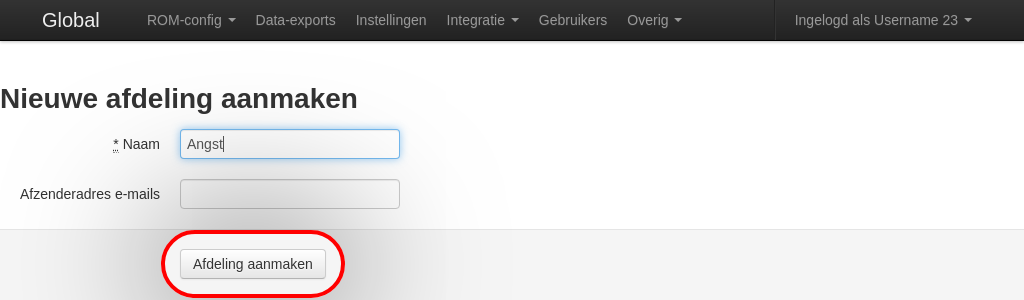 Global ROM-config Data-exports Instellingen Integratie Gebruikers Overig Ingelogd als Username 23
Nieuwe afdeling aanmaken
* Naam Angst
Afzenderadres e-mails
Afdeling aanmaken